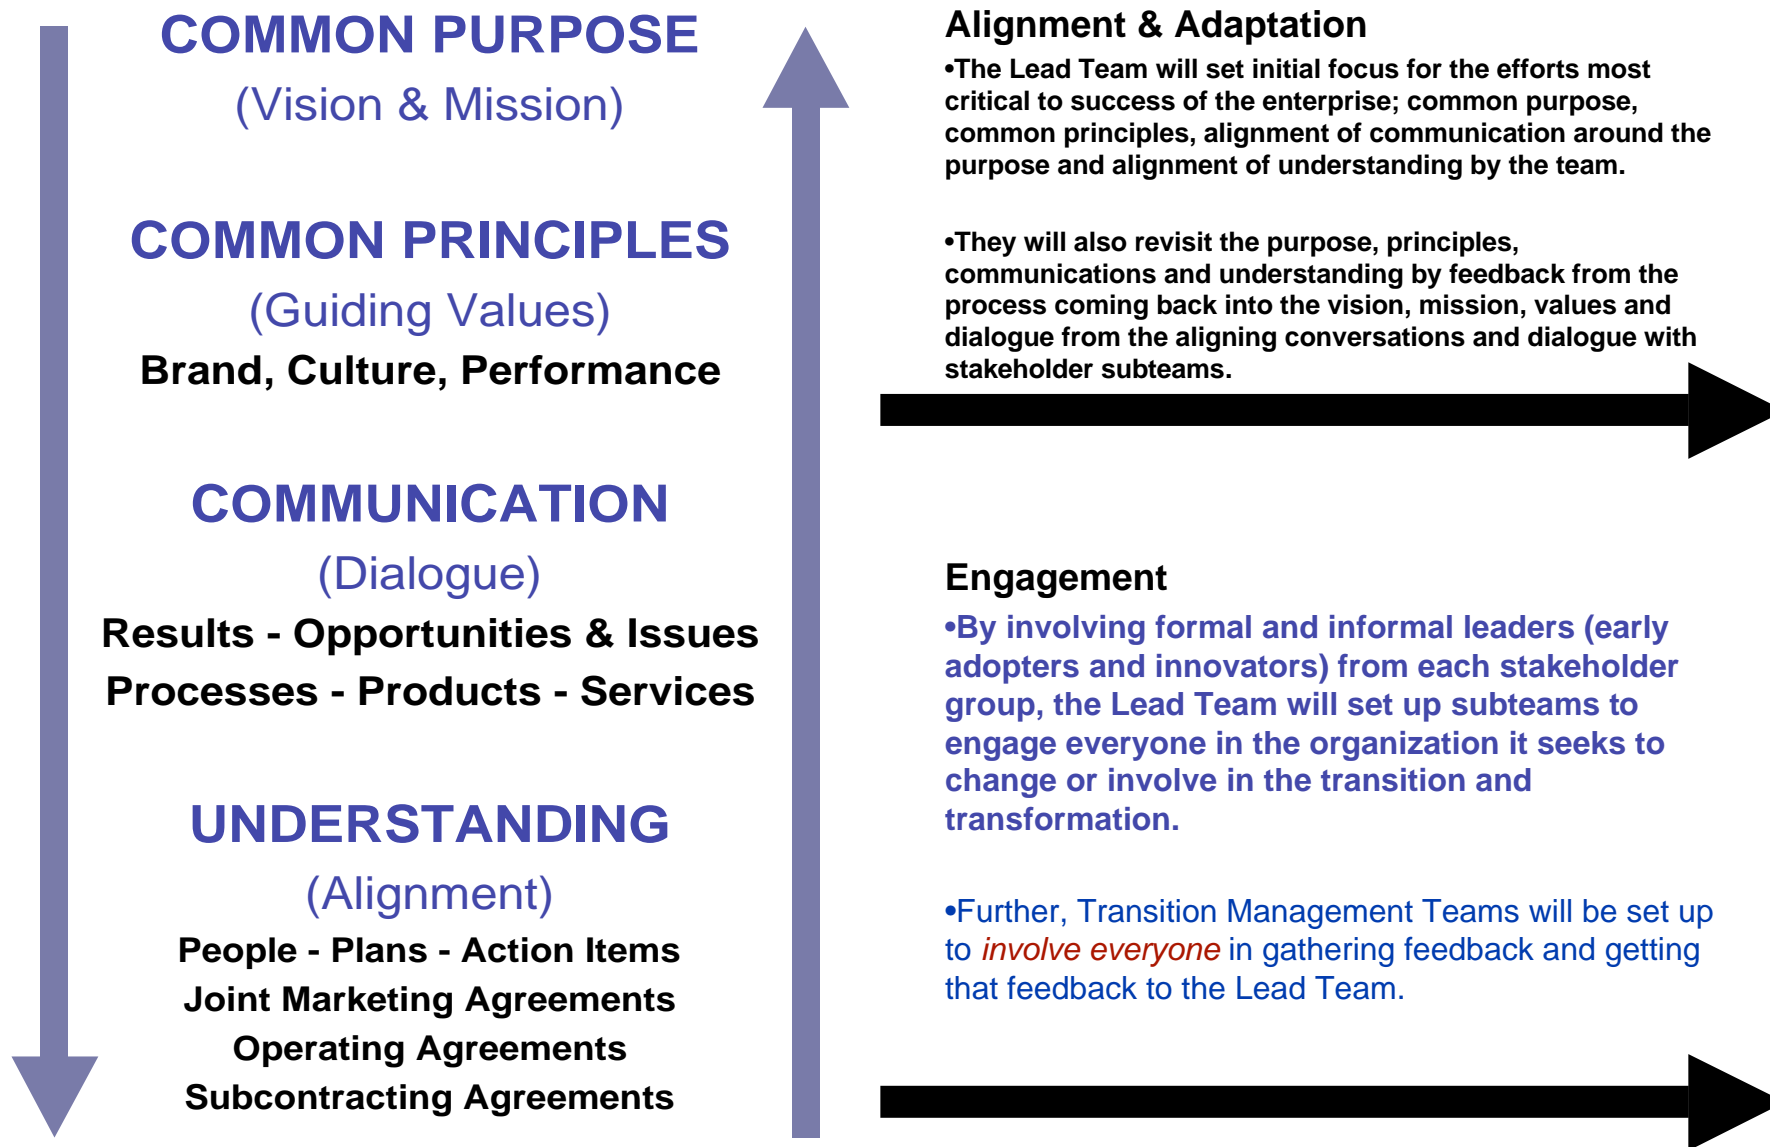 COMMON PURPOSE
(Vision & Mission)
COMMON PRINCIPLES
(Guiding Values)
Brand, Culture, Performance
COMMUNICATION
(Dialogue)
Results - Opportunities & Issues
Processes - Products - Services
UNDERSTANDING
(Alignment)
People - Plans - Action Items
Joint Marketing Agreements
Operating Agreements
Subcontracting Agreements
Alignment & Adaptation
•The Lead Team will set initial focus for the efforts most
critical to success of the enterprise; common purpose,
common principles, alignment of communication around the
purpose and alignment of understanding by the team.
•They will also revisit the purpose, principles,
communications and understanding by feedback from the
process coming back into the vision, mission, values and
dialogue from the aligning conversations and dialogue with
stakeholder subteams.
Engagement
•By involving formal and informal leaders (early
adopters and innovators) from each stakeholder
group, the Lead Team will set up subteams to
engage everyone in the organization it seeks to
change or involve in the transition and
transformation.
•Further, Transition Management Teams will be set up
to involve everyone in gathering feedback and getting
that feedback to the Lead Team.